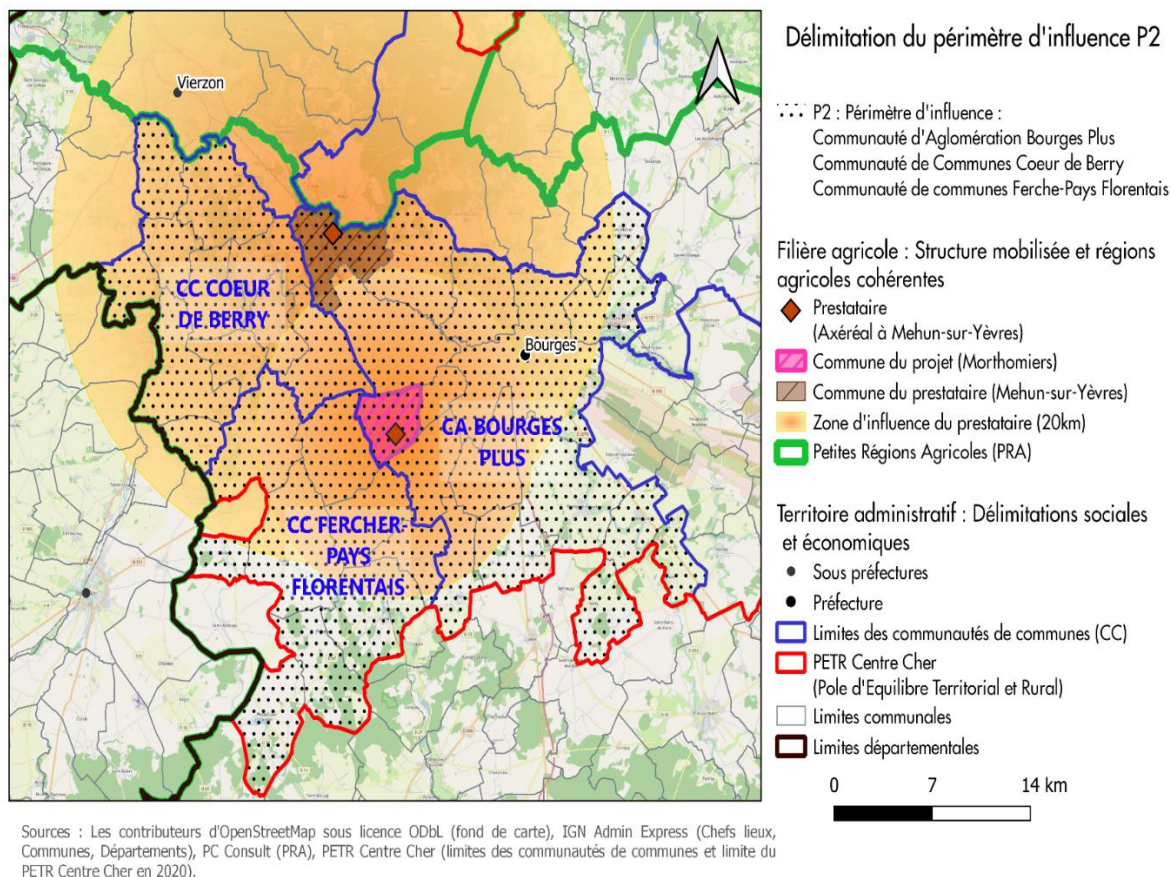 Délimitation du périmètre d'influence P2
P2 : Périmètre d'influence :
Communauté d'Aglomération Bourges Plus
Communauté de Communes Coeur de Berry
Communauté de communes Ferche-Pays Florentais
Filière agricole : Structure mobilisée et régions
agricoles cohérentes
Prestataire
(Axéréal à Mehun-sur-Yèvres)
Commune du projet (Morthomiers)
Commune du prestataire (Mehun-sur-Yèvres)
Zone d'influence du prestataire (20km)
Petites Régions Agricoles (PRA)
Territoire administratif : Délimitations sociales
et économiques
Sous préfectures
Préfecture
Limites des communautés de communes (CC)
PETR Centre Cher
(Pole d'Equilibre Territorial et Rural)
Limites communales
Limites départementales
0 7 14 km
Vierzon
CC COEUR
DE BERRY
Bourges
CA BOURGES
PLUS
CC FERCHER-
PAYS
FLORENTAIS
Sources : Les contributeurs d'OpenStreetMap sous licence ODbL (fond de carte), IGN Admin Express (Chefs lieux,
Communes, Départements), PC Consult (PRA), PETR Centre Cher (limites des communautés de communes et limite du
PETR Centre Cher en 2020).